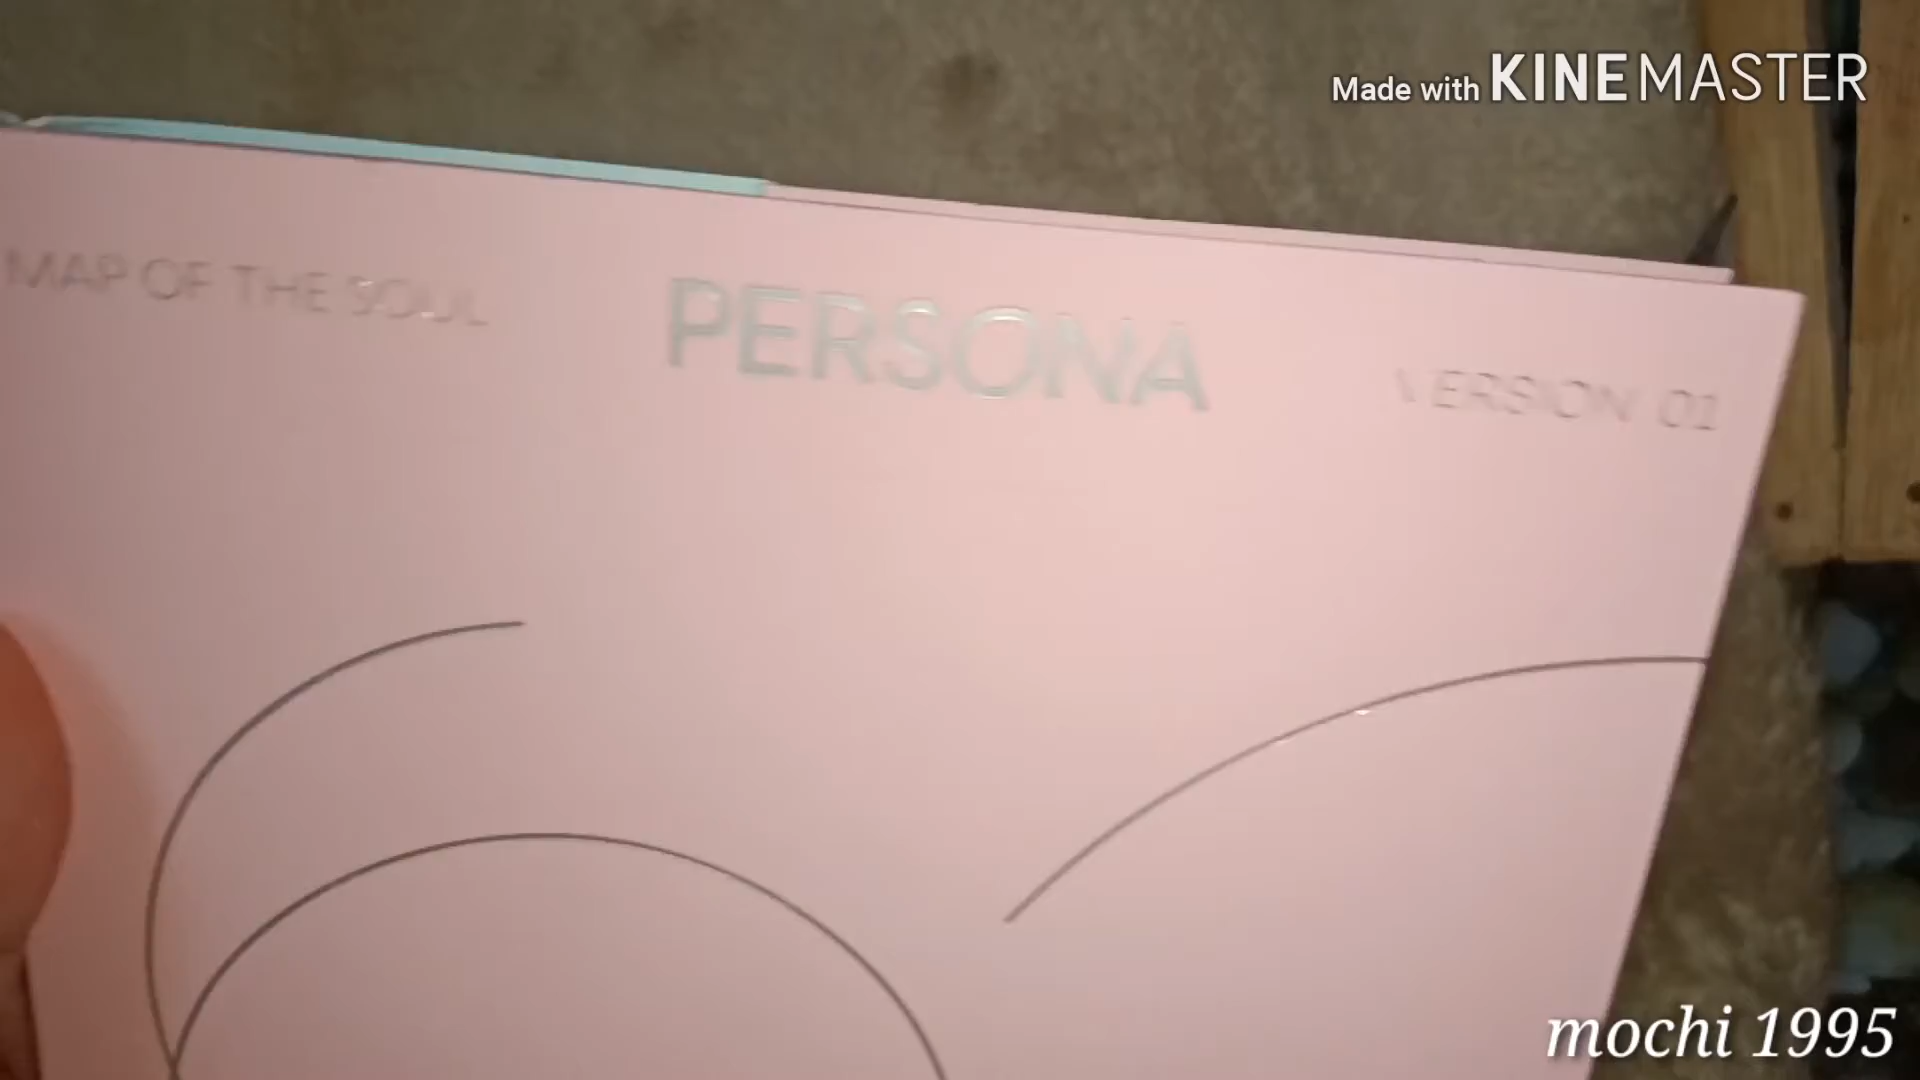 Made with KINEMASTER
MAP OF THE SOUL
PERSONA
VERSION 01
mochi 1995